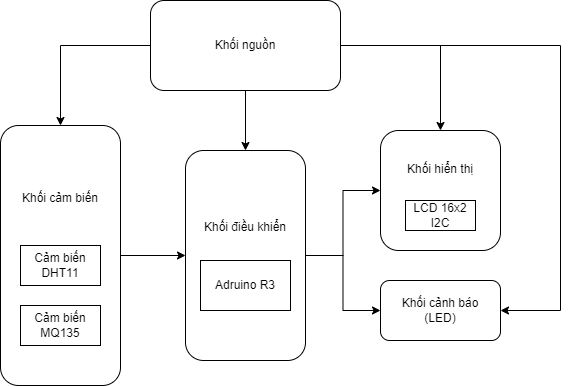 Khối nguồn
Khối cảm biến
Cảm biến
DHT11
Cảm biến
MQ135
Khối điều khiển
Adruino R3
Khối hiển thị
LCD 16x2
I2C
Khối cảnh báo
(LED)